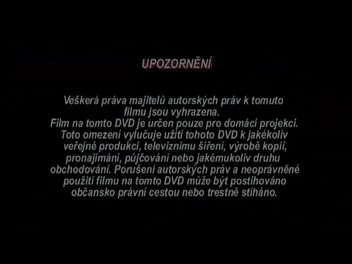 UPOZORNĚNÍ
Veškerá práva majitelů autorských práv k tomuto
filmu jsou vyhrazena.
Film na tomto DVD je určen pouze pro domácí projekci.
Toto omezení vylučuje užití tohoto DVD k jakékoliv
veřejné produkci, televiznímu šíření, výrobě kopií,
pronajímání, půjčování nebo jakémukoliv druhu
obchodování. Porušení autorských práv a neoprávněné
použití filmu na tomto DVD může být postihováno
občansko právní cestou nebo trestně stíháno.